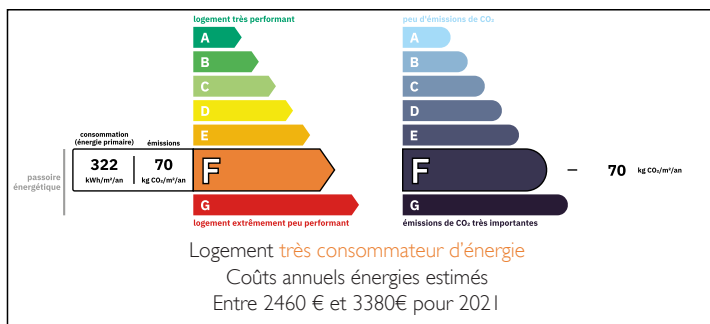 logement très performant
A
B
C
D
E
consommation
(énergie primaire)
émissions
322
kWh/m²/an
70
kg CO₂/m²/an
F
passoire
énergétique
G
logement extrêmement peu performant
peu d'émissions de CO₂
A
B
C
D
E
F
70 kg CO₂/m²/an
G
émissions de CO₂ très importantes
Logement très consommateur d'énergie
Coûts annuels énergies estimés
Entre 2460 € et 3380€ pour 2021